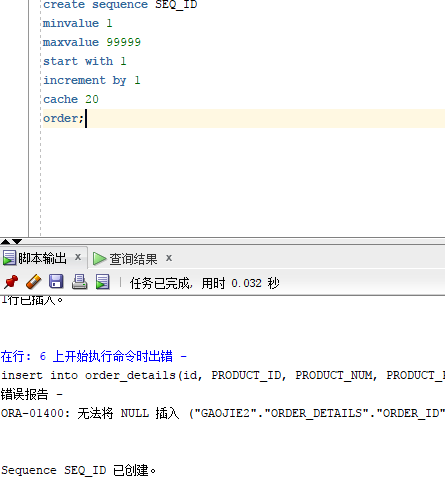 create sequence SEQ_ID
minvalue 1
maxvalue 99999
start with 1
increment by 1
cache 20
order;
脚本输出 x 查询结果 x
任务已完成, 用时 0.032 秒
1行已插入。
在行: 6 上开始执行命令时出错 -
insert into order_details(id, PRODUCT_ID, PRODUCT_NUM, PRODUCT_
错误报告 -
ORA-01400: 无法将 NULL 插入 ("GAOJIE2"."ORDER_DETAILS"."ORDER_ID"
Sequence SEQ_ID 已创建。